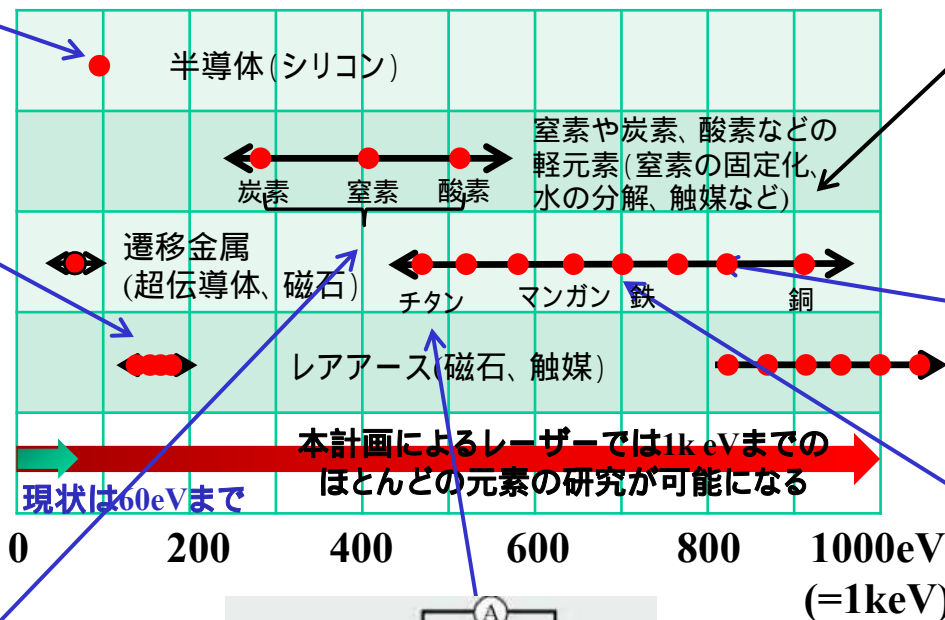 半導体(シリコン)
窒素や炭素、酸素などの
軽元素(窒素の固定化、
水の分解、触媒など)
炭素 窒素 酸素
遷移金属
(超伝導体、磁石)
チタン マンガン 鉄 銅
レアアース(磁石、触媒)
本計画によるレーザーでは1k eVまでの
ほとんどの元素の研究が可能になる
現状は60eVまで
0 200 400 600 800 1000eV
(=1keV)
A